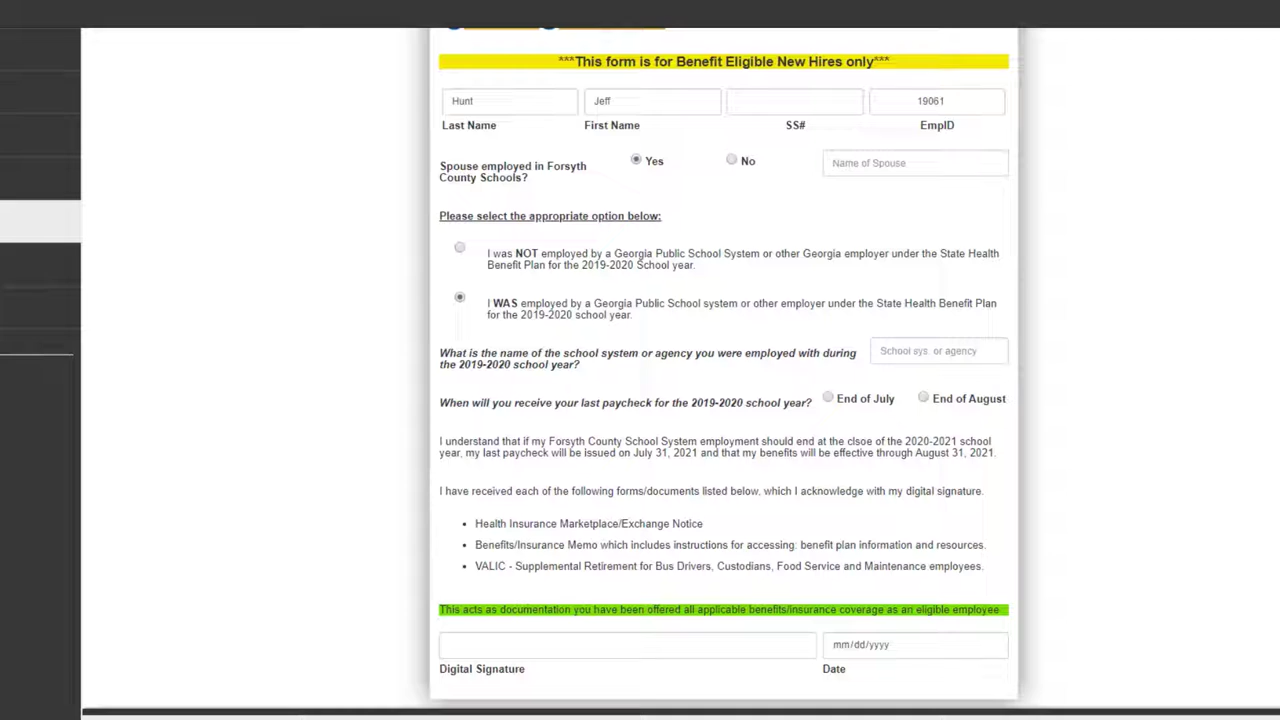 ***This form is for Benefit Eligible New Hires only***
Hunt Jeff 19061
Last Name First Name SS# EmpID
Spouse employed in Forsyth
County Schools?
Yes No Name of Spouse
Please select the appropriate option below:
I was NOT employed by a Georgia Public School System or other Georgia employer under the State Health
Benefit Plan for the 2019-2020 School year.
I WAS employed by a Georgia Public School system or other employer under the State Health Benefit Plan
for the 2019-2020 school year.
What is the name of the school system or agency you were employed with during
the 2019-2020 school year?
School sys. or agency
When will you receive your last paycheck for the 2019-2020 school year? End of July End of August
I understand that if my Forsyth County School System employment should end at the clsoe of the 2020-2021 school
year, my last paycheck will be issued on July 31, 2021 and that my benefits will be effective through August 31, 2021.
I have received each of the following forms/documents listed below, which I acknowledge with my digital signature.
• Health Insurance Marketplace/Exchange Notice
• Benefits/Insurance Memo which includes instructions for accessing: benefit plan information and resources.
• VALIC - Supplemental Retirement for Bus Drivers, Custodians, Food Service and Maintenance employees.
This acts as documentation you have been offered all applicable benefits/insurance coverage as an eligible employee
mm/dd/yyyy
Digital Signature Date